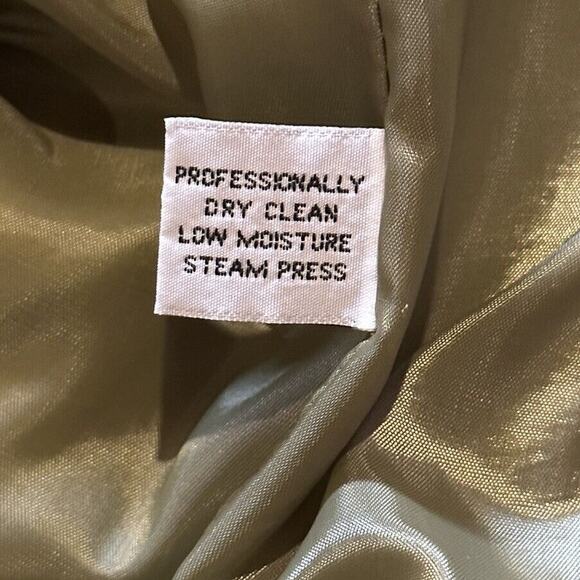 PROFESSIONALLY
DRY CLEAN
LOW MOISTURE
STEAM PRESS